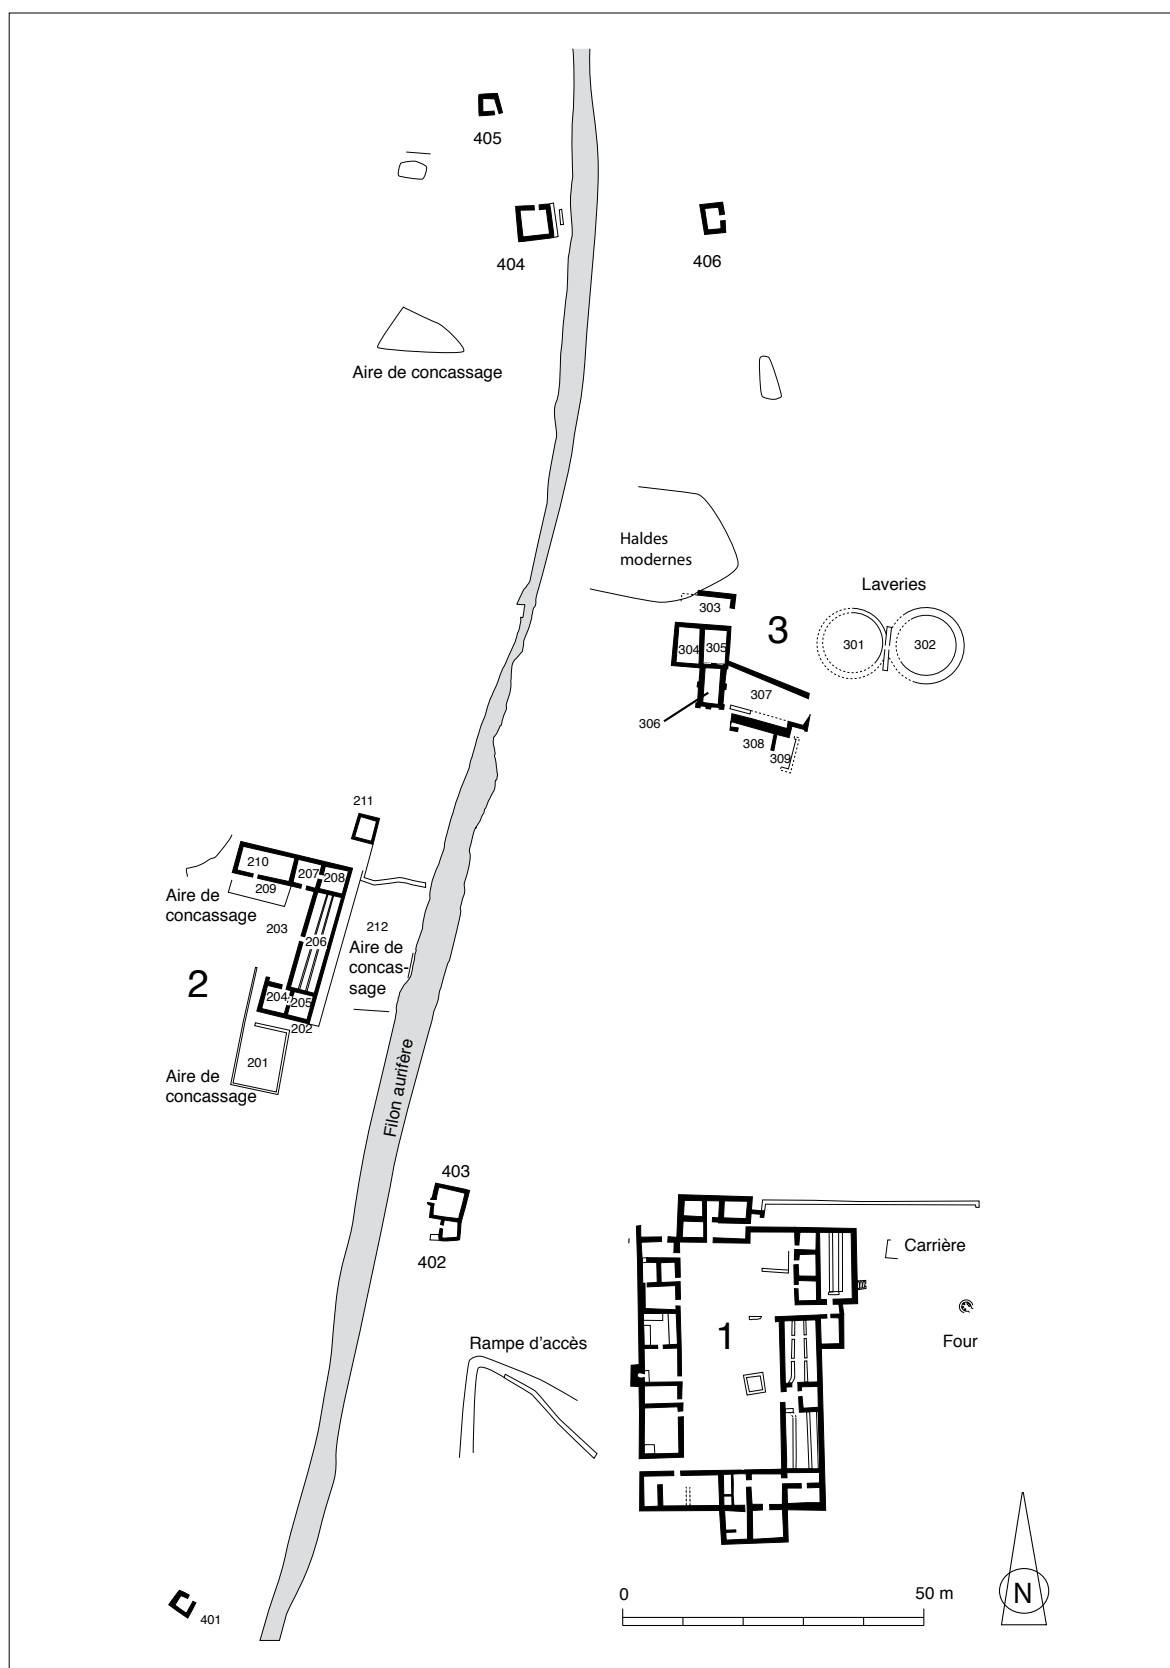 405
404
406
Aire de concassage
Haldes
modernes
Laveries
303
3
304
305
301
302
307
306
308
309
211
210
207
208
209
Aire de
concassage
203
206
212
Aire de
concas-
sage
2
204
205
202
201
Aire de
concassage
Filon aurifère
403
402
Carrière
Four
1
Rampe d'accès
401
0
50 m
N